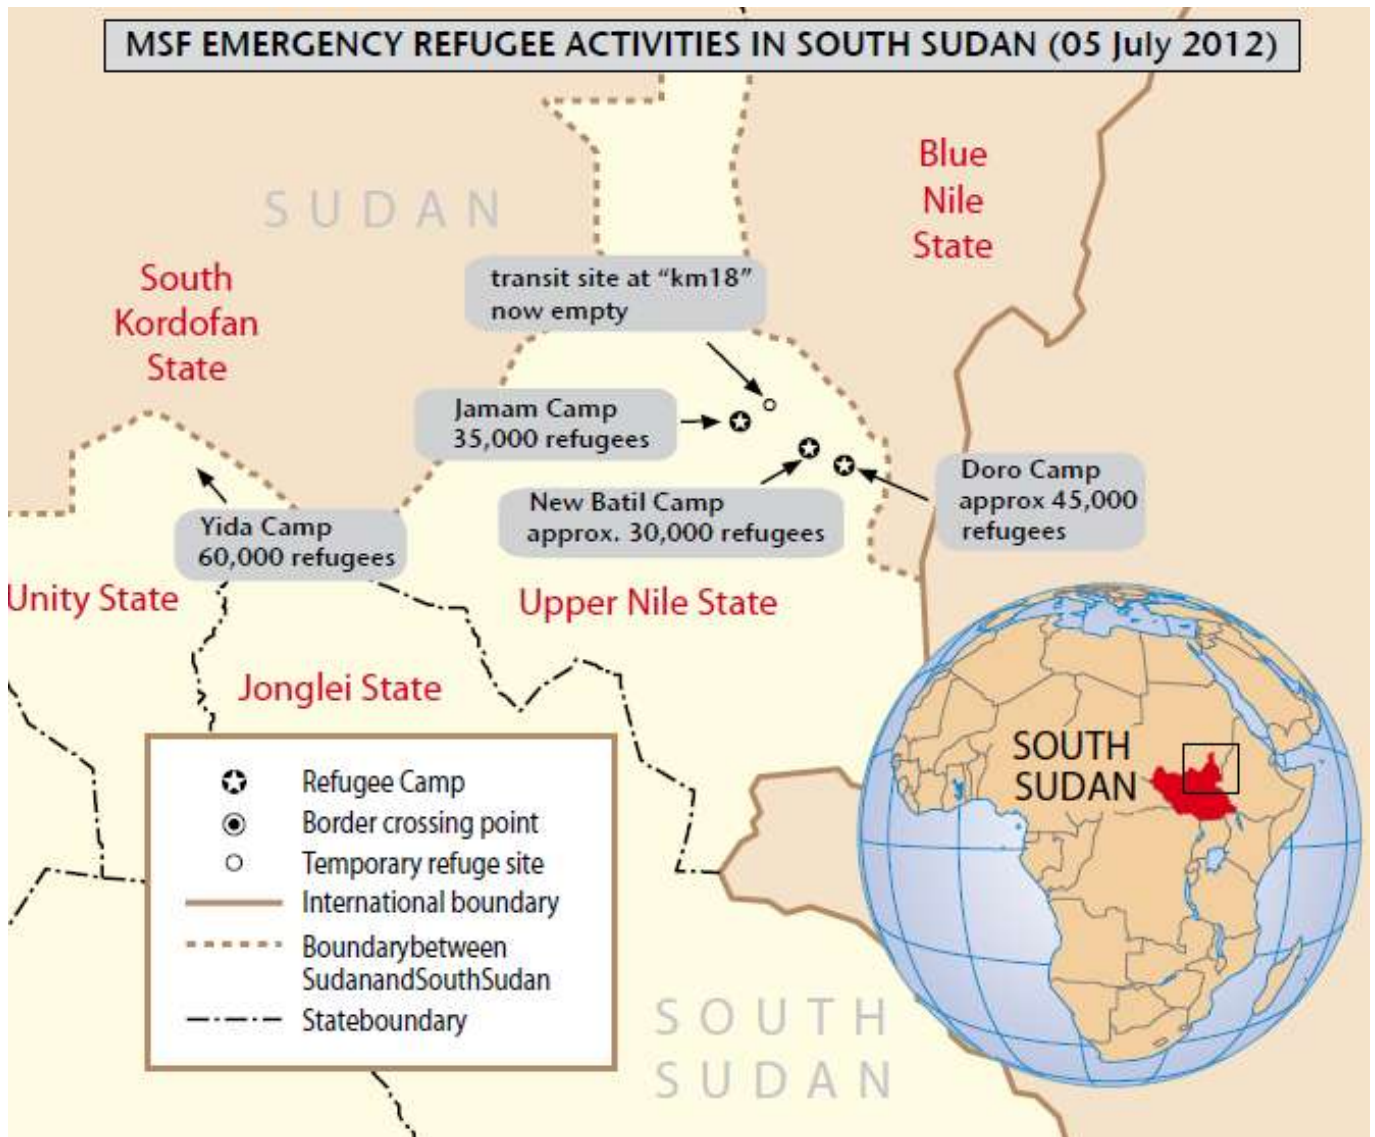 MSF EMERGENCY REFUGEE ACTIVITIES IN SOUTH SUDAN (05 July 2012)
SUDAN
Blue
Nile
State
South
Kordofan
State
transit site at “km18”
now empty
Jamam Camp
35,000 refugees
New Batil Camp
approx. 30,000 refugees
Doro Camp
approx 45,000
refugees
Yida Camp
60,000 refugees
Unity State
Upper Nile State
Jonglei State
Refugee Camp
Border crossing point
Temporary refuge site
International boundary
Boundarybetween
SudanandSouthSudan
Stateboundary
SOUTH
SUDAN
SOUTH
SUDAN